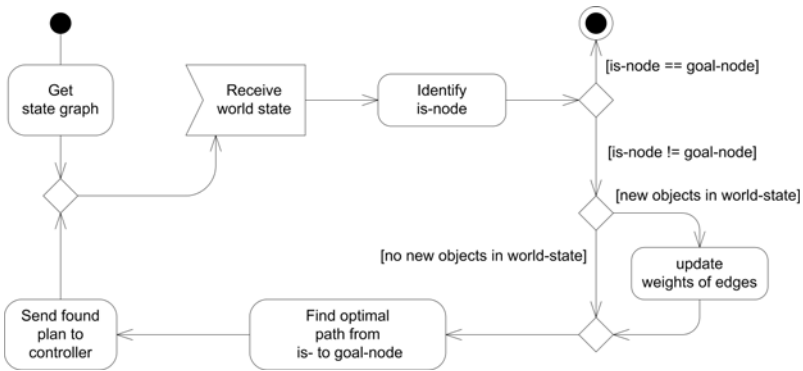 Get
state graph
Receive
world state
Identify
is-node
[is-node == goal-node]
[is-node != goal-node]
[new objects in world-state]
[no new objects in world-state]
update
weights of edges
Find optimal
path from
is- to goal-node
Send found
plan to
controller